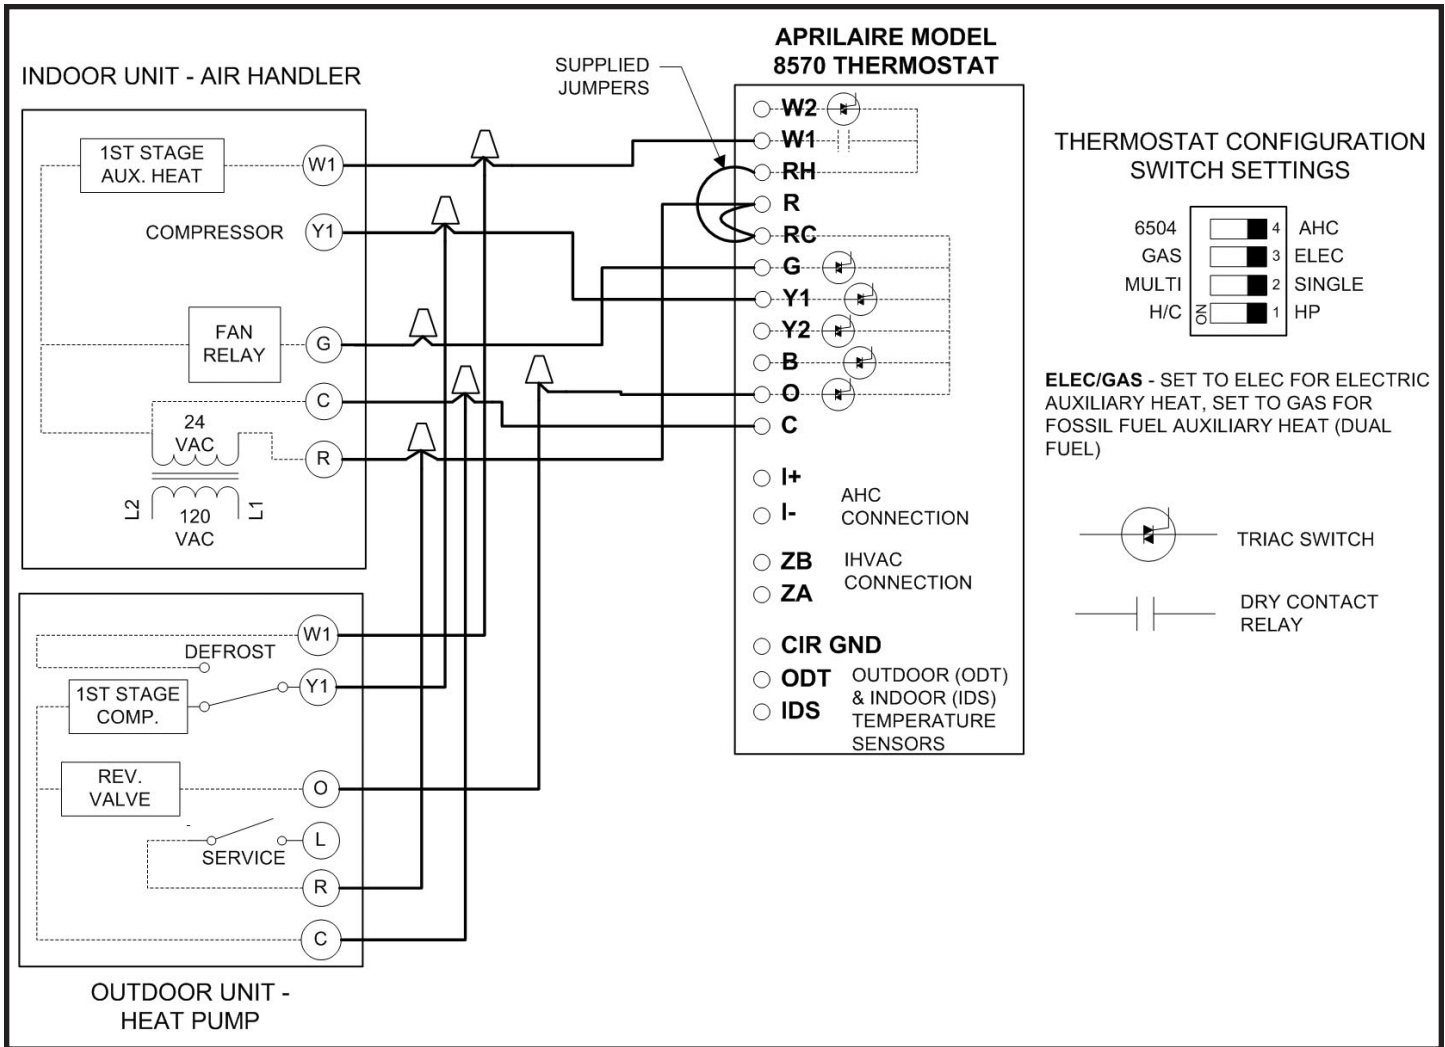 APRILAIRE MODEL
8570 THERMOSTAT
SUPPLIED
JUMPERS
INDOOR UNIT - AIR HANDLER
1ST STAGE
AUX. HEAT
W1
COMPRESSOR
Y1
FAN
RELAY
G
C
24
VAC
R
L2
120
VAC
L1
W1
DEFROST
1ST STAGE
COMP.
Y1
REV.
VALVE
O
L
SERVICE
R
C
OUTDOOR UNIT -
HEAT PUMP
W2
W1
RH
R
RC
G
Y1
Y2
B
O
C
I+
I-
AHC
CONNECTION
ZB
ZA
IHVAC
CONNECTION
CIR GND
ODT
IDS
OUTDOOR (ODT)
& INDOOR (IDS)
TEMPERATURE
SENSORS
THERMOSTAT CONFIGURATION
SWITCH SETTINGS
6504 4 AHC
GAS 3 ELEC
MULTI 2 SINGLE
H/C ON 1 HP
ELEC/GAS - SET TO ELEC FOR ELECTRIC
AUXILIARY HEAT, SET TO GAS FOR
FOSSIL FUEL AUXILIARY HEAT (DUAL
FUEL)
TRIAC SWITCH
DRY CONTACT
RELAY